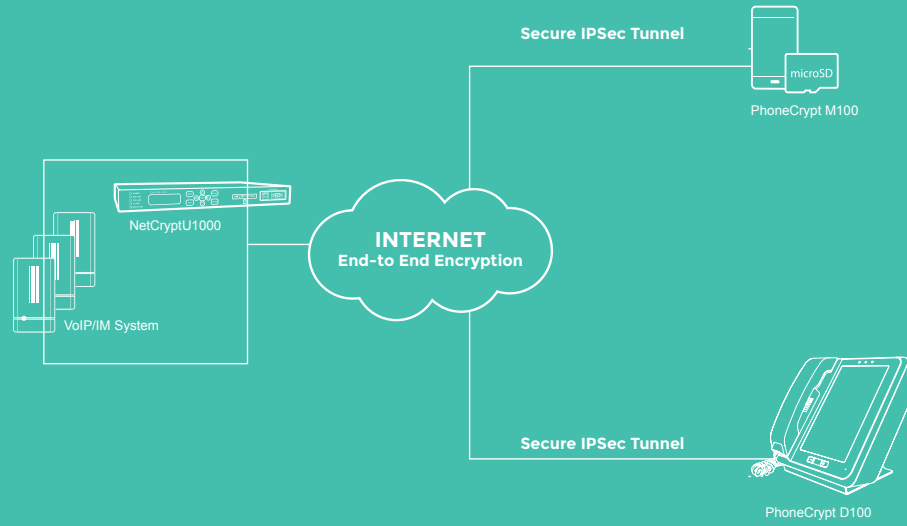 Secure IPSec Tunnel
microSD
PhoneCrypt M100
NetCryptU1000
INTERNET
End-to End Encryption
VoIP/IM System
Secure IPSec Tunnel
PhoneCrypt D100